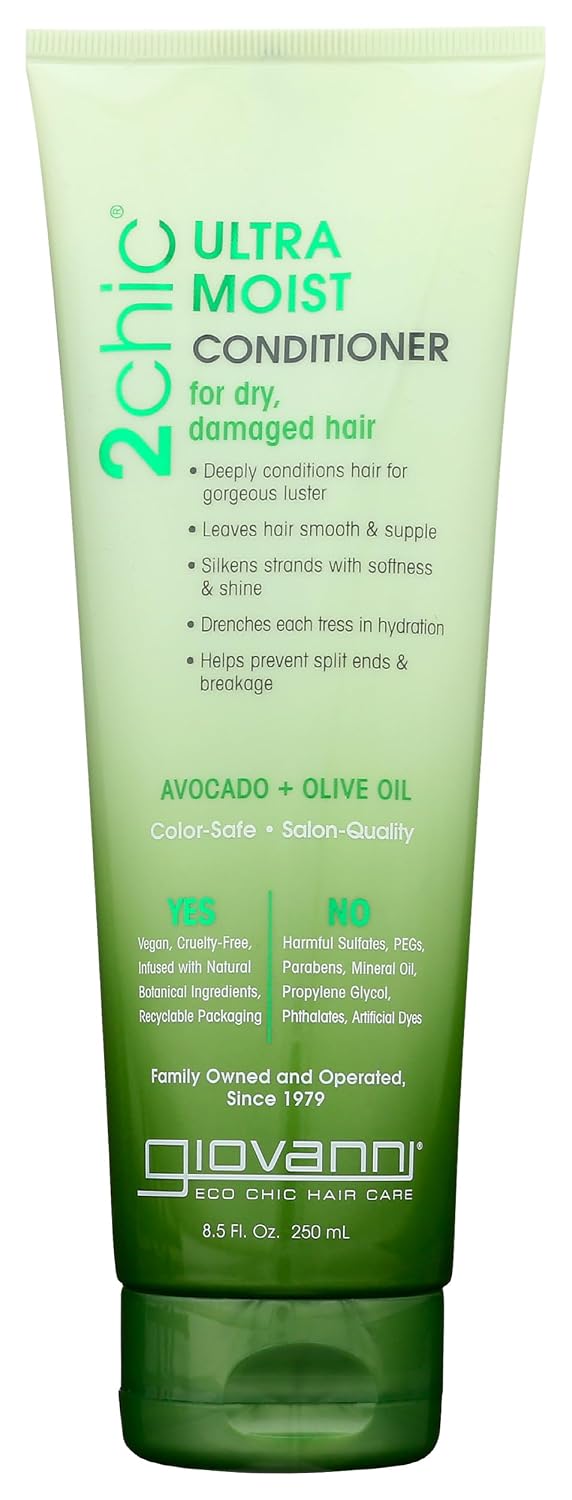 2chic®
ULTRA
MOIST
CONDITIONER
for dry,
damaged hair
• Deeply conditions hair for
gorgeous luster
• Leaves hair smooth & supple
• Silkens strands with softness
& shine
• Drenches each tress in hydration
• Helps prevent split ends &
breakage
AVOCADO + OLIVE OIL
Color-Safe • Salon-Quality
YES
Vegan, Cruelty-Free,
Infused with Natural
Botanical Ingredients,
Recyclable Packaging
NO
Harmful Sulfates, PEGs,
Parabens, Mineral Oil,
Propylene Glycol,
Phthalates, Artificial Dyes
Family Owned and Operated,
Since 1979
giovanni®
ECO CHIC HAIR CARE
8.5 Fl. Oz. 250 mL